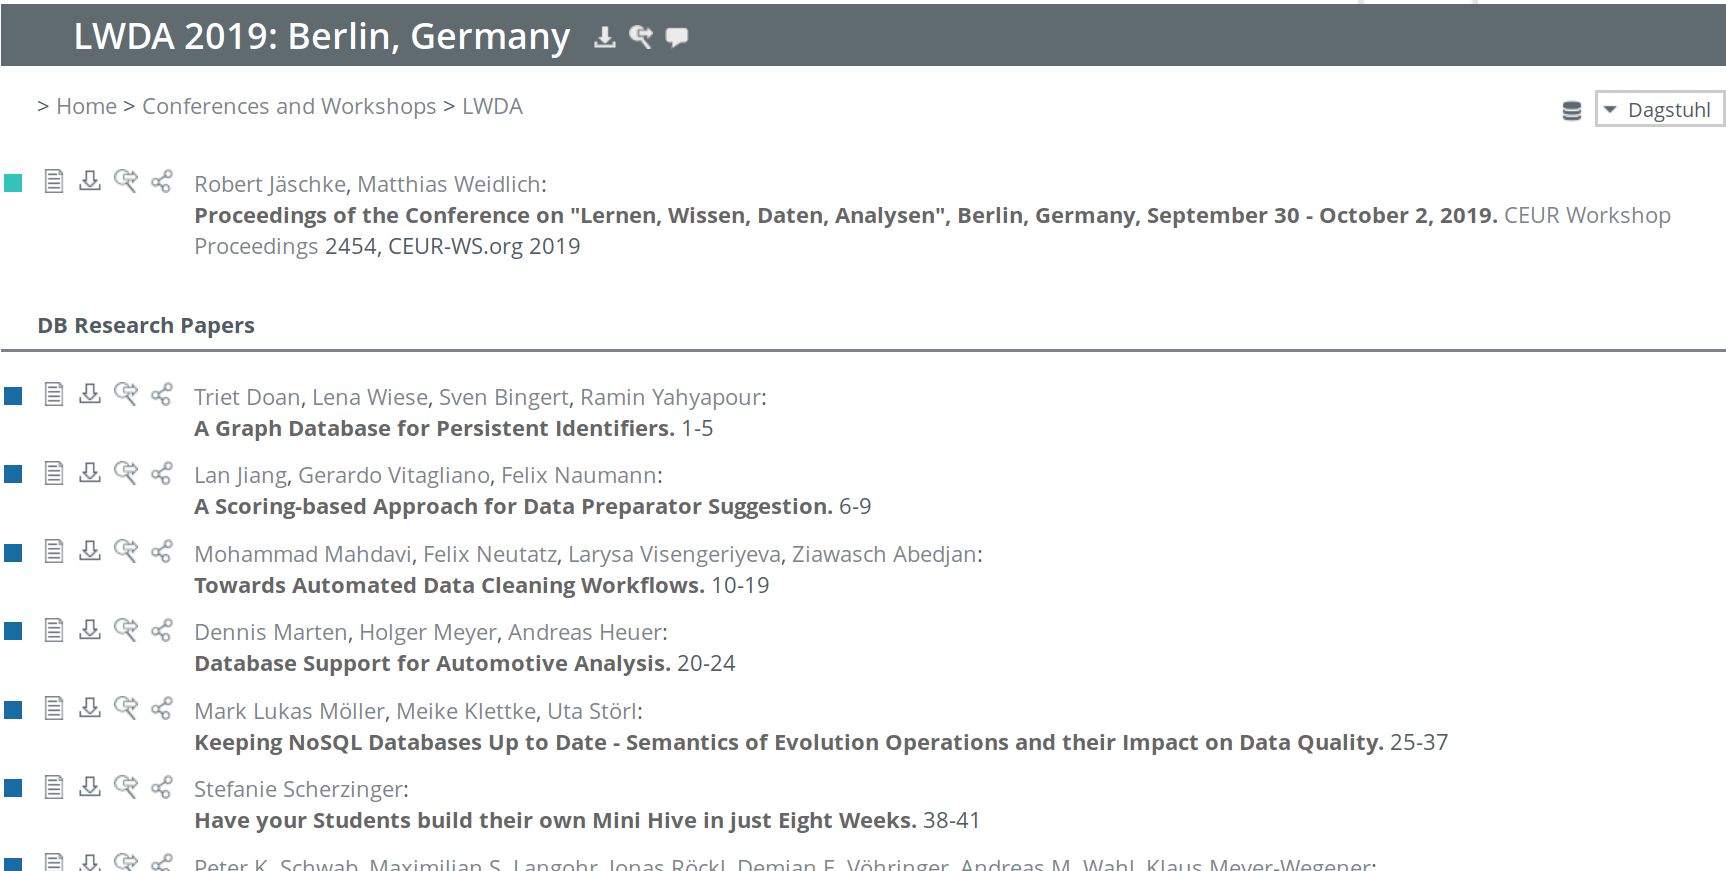 LWDA 2019: Berlin, Germany
> Home > Conferences and Workshops > LWDA
Dagstuhl
Robert Jäschke, Matthias Weidlich:
Proceedings of the Conference on "Lernen, Wissen, Daten, Analysen", Berlin, Germany, September 30 - October 2, 2019. CEUR Workshop
Proceedings 2454, CEUR-WS.org 2019
DB Research Papers
Triet Doan, Lena Wiese, Sven Bingert, Ramin Yahyapour:
A Graph Database for Persistent Identifiers. 1-5
Lan Jiang, Gerardo Vitagliano, Felix Naumann:
A Scoring-based Approach for Data Preparator Suggestion. 6-9
Mohammad Mahdavi, Felix Neutatz, Larysa Visengeriyeva, Ziawasch Abedjan:
Towards Automated Data Cleaning Workflows. 10-19
Dennis Marten, Holger Meyer, Andreas Heuer:
Database Support for Automotive Analysis. 20-24
Mark Lukas Möller, Meike Klettke, Uta Störl:
Keeping NoSQL Databases Up to Date - Semantics of Evolution Operations and their Impact on Data Quality. 25-37
Stefanie Scherzinger:
Have your Students build their own Mini Hive in just Eight Weeks. 38-41
Peter K. Schwab, Maximilian S. Langohr, Jonas Röckl, Demian E. Vöhringer, Andreas M. Wahl, Klaus Meyer-Wegener: